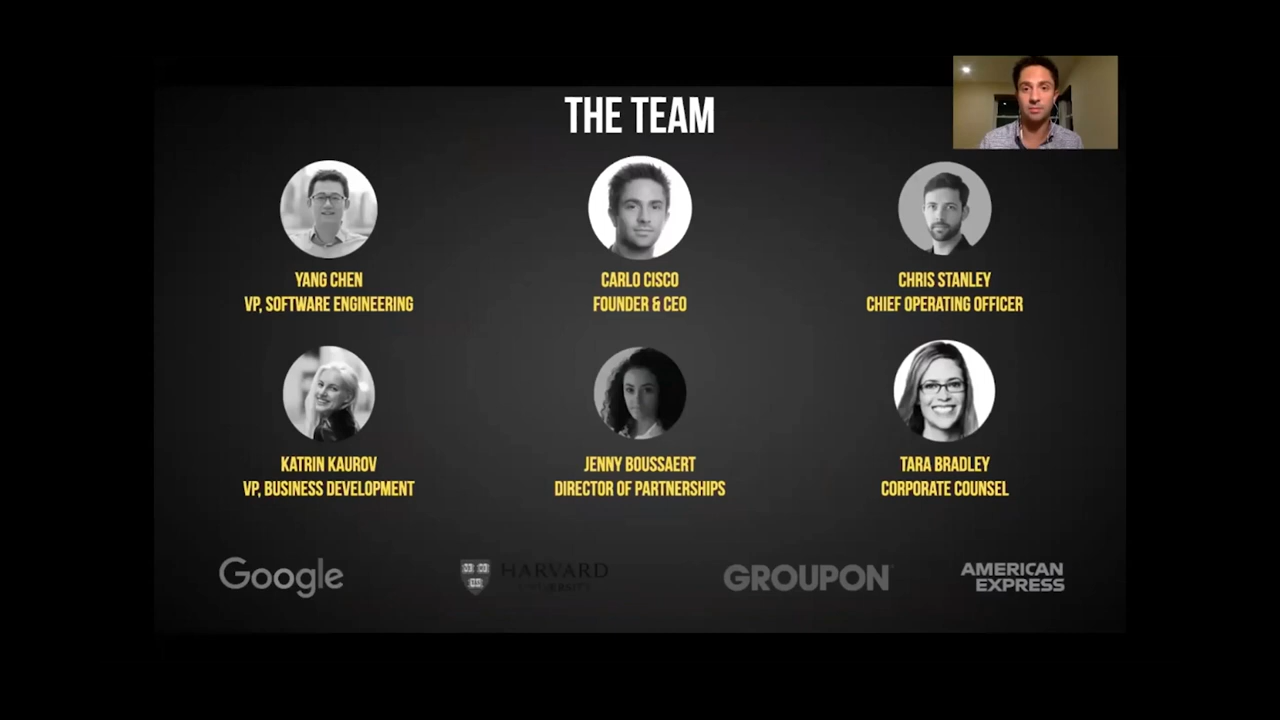 THE TEAM
YANG CHEN
VP, SOFTWARE ENGINEERING
CARLO CISCO
FOUNDER & CEO
CHRIS STANLEY
CHIEF OPERATING OFFICER
KATRIN KAUROV
VP, BUSINESS DEVELOPMENT
JENNY BOUSSAERT
DIRECTOR OF PARTNERSHIPS
TARA BRADLEY
CORPORATE COUNSEL
Google
HARVARD
UNIVERSITY
GROUPON
AMERICAN
EXPRESS